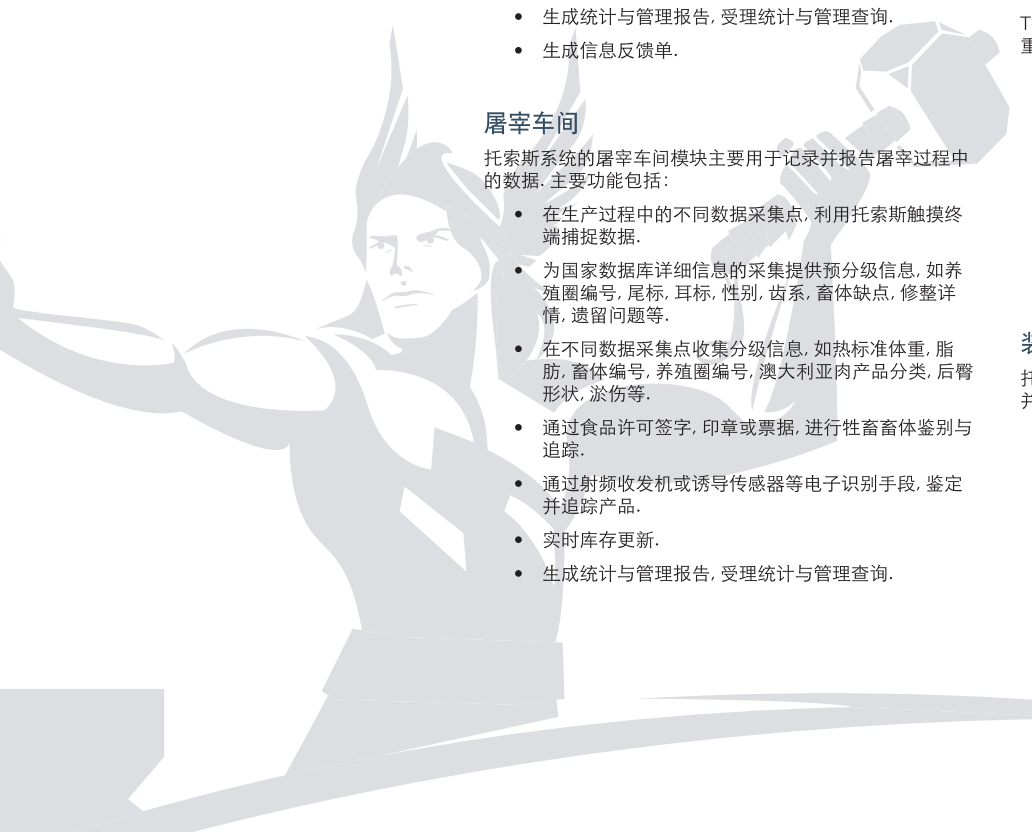 生成统计与管理报告, 受理统计与管理查询.
生成信息反馈单.
屠宰车间
托索斯系统的屠宰车间模块主要用于记录并报告屠宰过程中
的数据. 主要功能包括:
在生产过程中的不同数据采集点, 利用托索斯触摸终
端捕捉数据.
为国家数据库详细信息的采集提供预分级信息, 如养
殖圈编号, 尾标, 耳标, 性别, 齿系, 畜体缺点, 修整详
情, 遗留问题等.
在不同数据采集点收集分级信息, 如热标准体重, 脂
肪, 畜体编号, 养殖圈编号, 澳大利亚肉产品分类, 后臀
形状, 淤伤等.
通过食品许可签字, 印章或票据, 进行牲畜畜体鉴别与
追踪.
通过射频收发机或诱导传感器等电子识别手段, 鉴定
并追踪产品.
实时库存更新.
生成统计与管理报告, 受理统计与管理查询.
T
重
托
并